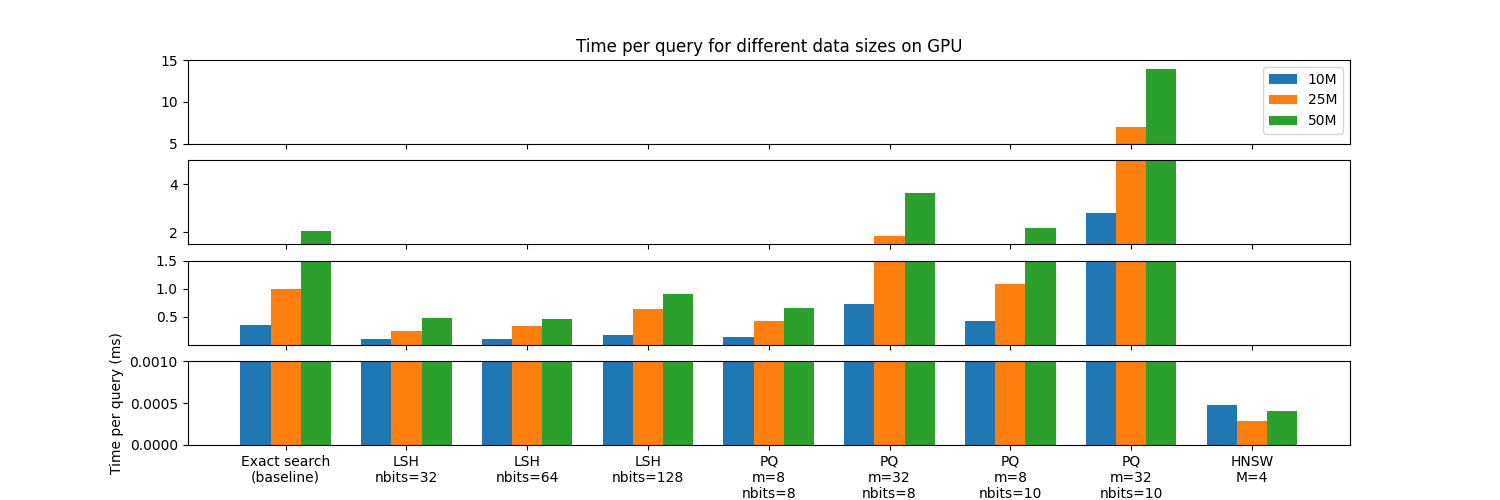 Time per query for different data sizes on GPU
15
10
5
10M
25M
50M
4
2
1.5
1.0
0.5
0.0010
0.0005
0.0000
Time per query (ms)
Exact search
(baseline)
LSH
nbits=32
LSH
nbits=64
LSH
nbits=128
PQ
m=8
nbits=8
PQ
m=32
nbits=8
PQ
m=8
nbits=10
PQ
m=32
nbits=10
HNSW
M=4